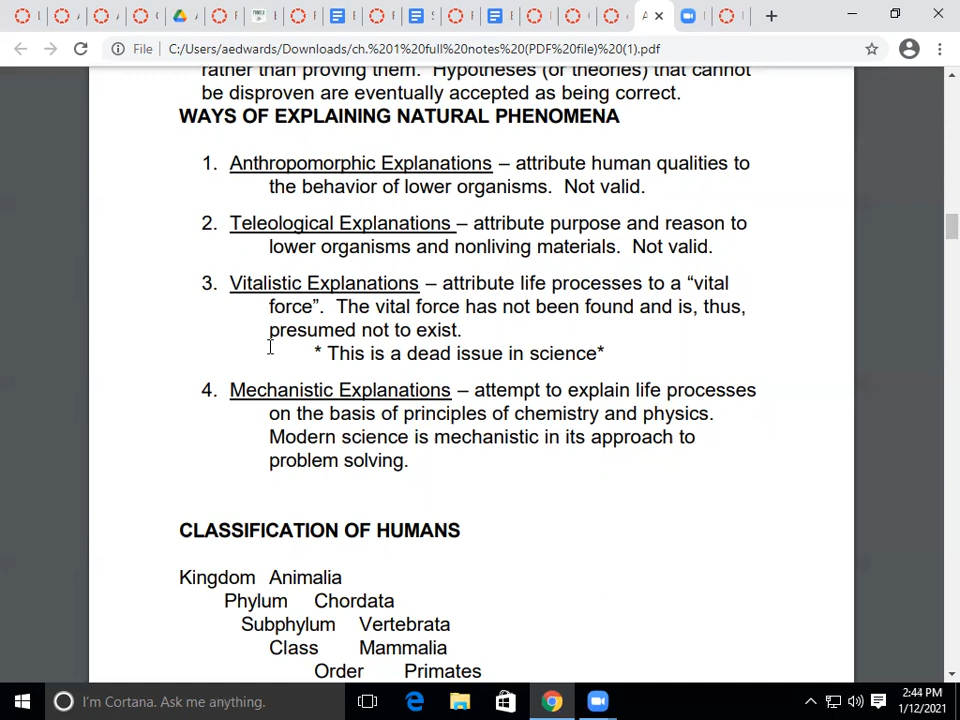 File
C:/Users/aedwards/Downloads/ch.%201%20full%20notes%20(PDF%20file)%20(1).pdf
rather than proving them. Hypotheses (or theories) that cannot
be disproven are eventually accepted as being correct.
WAYS OF EXPLAINING NATURAL PHENOMENA
1. Anthropomorphic Explanations – attribute human qualities to
the behavior of lower organisms. Not valid.
2. Teleological Explanations – attribute purpose and reason to
lower organisms and nonliving materials. Not valid.
3. Vitalistic Explanations – attribute life processes to a “vital
force”. The vital force has not been found and is, thus,
presumed not to exist.
* This is a dead issue in science*
4. Mechanistic Explanations – attempt to explain life processes
on the basis of principles of chemistry and physics.
Modern science is mechanistic in its approach to
problem solving.
CLASSIFICATION OF HUMANS
Kingdom Animalia
Phylum Chordata
Subphylum Vertebrata
Class Mammalia
Order Primates
I'm Cortana. Ask me anything.
2:44 PM
1/12/2021